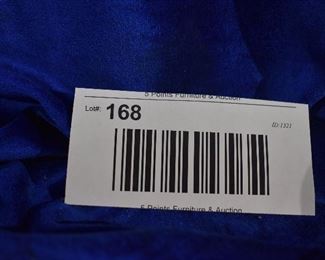 5 Points Furniture & Auction
Lot#: 168
ID:1321
5 Points Furniture & Auction